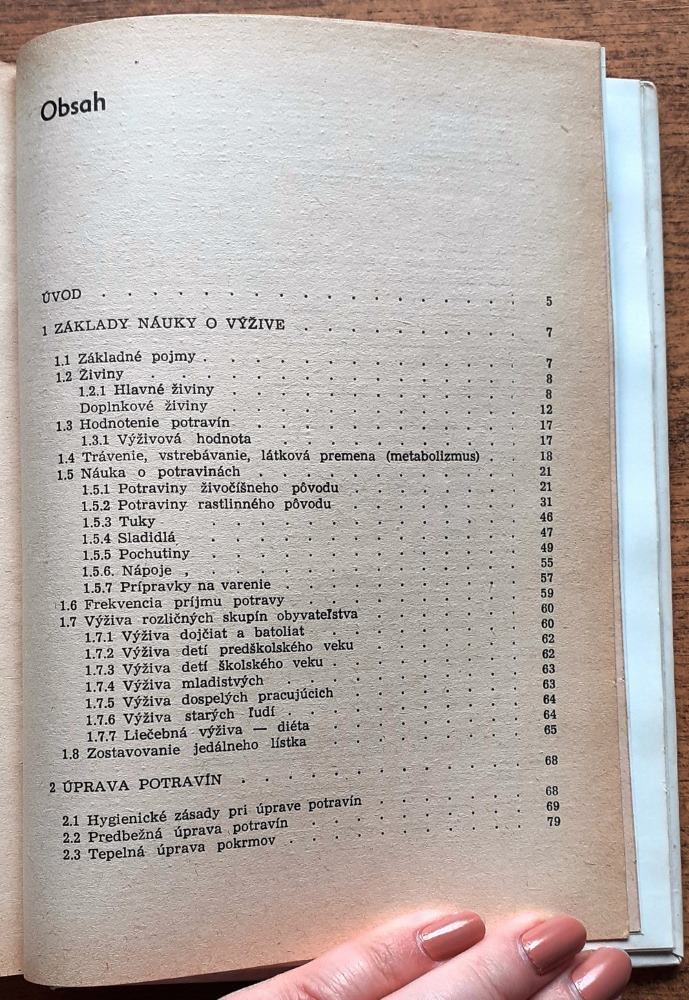 Obsah
ÚVOD . . . . . . . . . . . . . . . . . 5
1 ZÁKLADY NÁUKY O VÝŽIVE . . . . . . . . . 7
1.1 Základné pojmy . . . . . . . . . . . . . 7
1.2 Živiny . . . . . . . . . . . . . . . . 8
1.2.1 Hlavné živiny . . . . . . . . . . . . 8
Doplnkové živiny . . . . . . . . . . . . 12
1.3 Hodnotenie potravín . . . . . . . . . . . 17
1.3.1 Výživová hodnota . . . . . . . . . . . 17
1.4 Trávenie, vstrebávanie, látková premena (metabolizmus) . . 18
1.5 Náuka o potravinách . . . . . . . . . . . 21
1.5.1 Potraviny živočíšneho pôvodu . . . . . . . 21
1.5.2 Potraviny rastlinného pôvodu . . . . . . . 31
1.5.3 Tuky . . . . . . . . . . . . . . 46
1.5.4 Sladidlá . . . . . . . . . . . . . 47
1.5.5 Pochutiny . . . . . . . . . . . . . 49
1.5.6. Nápoje , . . . . . . . . . . . . . 55
1.5.7 Prípravky na varenie . . . . . . . . . . 57
1.6 Frekvencia príjmu potravy . . . . . . . . . 59
1.7 Výživa rozličných skupín obyvateľstva . . . . . . 60
1.7.1 Výživa dojčiat a batoliat . . . . . . . . 60
1.7.2 Výživa detí predškolského veku . . . . . . 62
1.7.3 Výživa detí školského veku . . . . . . . . 62
1.7.4 Výživa mladistvých . . . . . . . . . . 63
1.7.5 Výživa dospelých pracujúcich . . . . . . . 63
1.7.6 Výživa starých ľudí . . . . . . . . . . 64
1.7.7 Liečebná výživa — diéta . . . . . . . . . 64
1.8 Zostavovanie jedálneho lístka . . . . . . . . 65
2 ÚPRAVA POTRAVÍN . . . . . . . . . . . . 68
2.1 Hygienické zásady pri úprave potravín . . . . . . 68
2.2 Predbežná úprava potravín . . . . . . . . . 69
2.3 Tepelná úprava pokrmov . . . . . . . . . . 79